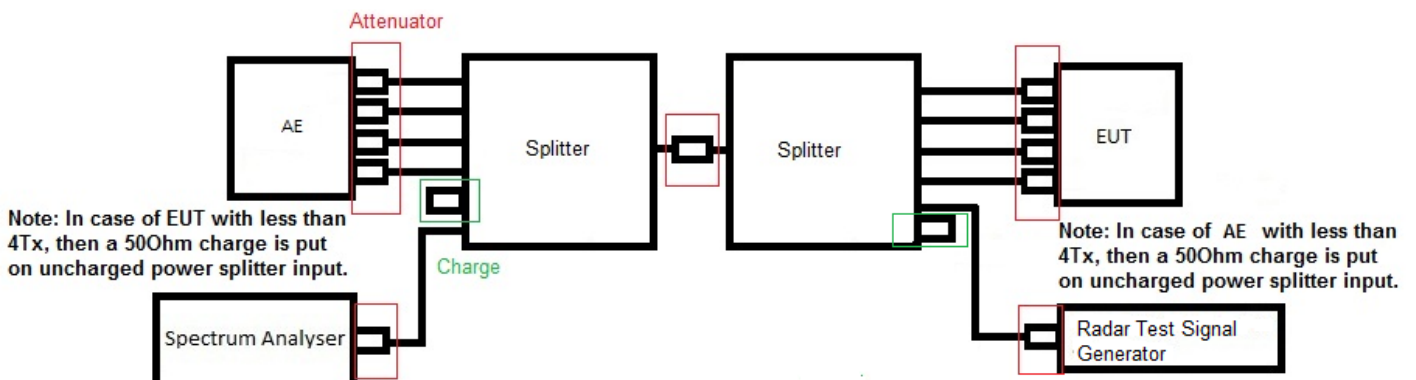 Attenuator
AE
Splitter
Splitter
EUT
Note: In case of EUT with less than
4Tx, then a 50Ohm charge is put
on uncharged power splitter input.
Charge
Note: In case of AE with less than
4Tx, then a 50Ohm charge is put
on uncharged power splitter input.
Spectrum Analyser
Radar Test Signal
Generator